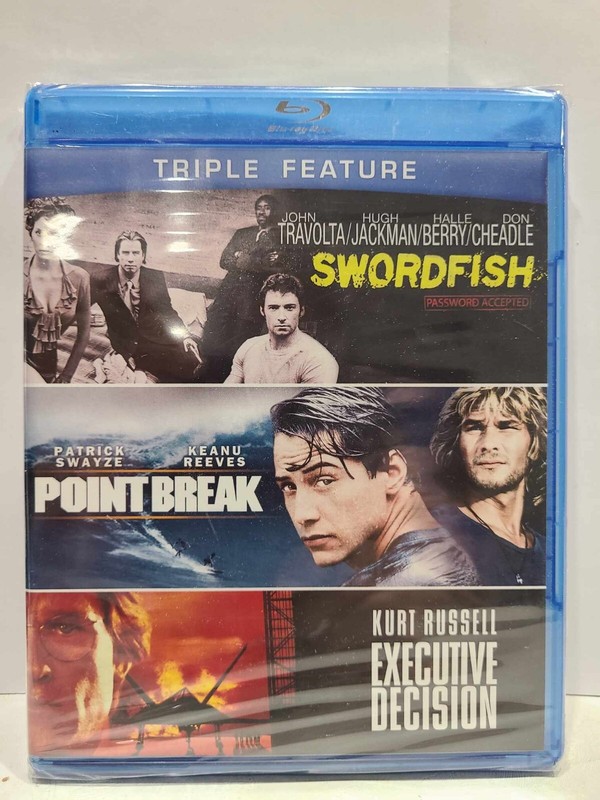 Blu-ray Disc
TRIPLE FEATURE
JOHN HUGH HALLE DON
TRAVOLTA/JACKMAN/BERRY/CHEADLE
SWORDFISH
PASSWORD ACCEPTED
PATRICK KEANU
SWAYZE REEVES
POINT BREAK
KURT RUSSELL
EXECUTIVE
DECISION